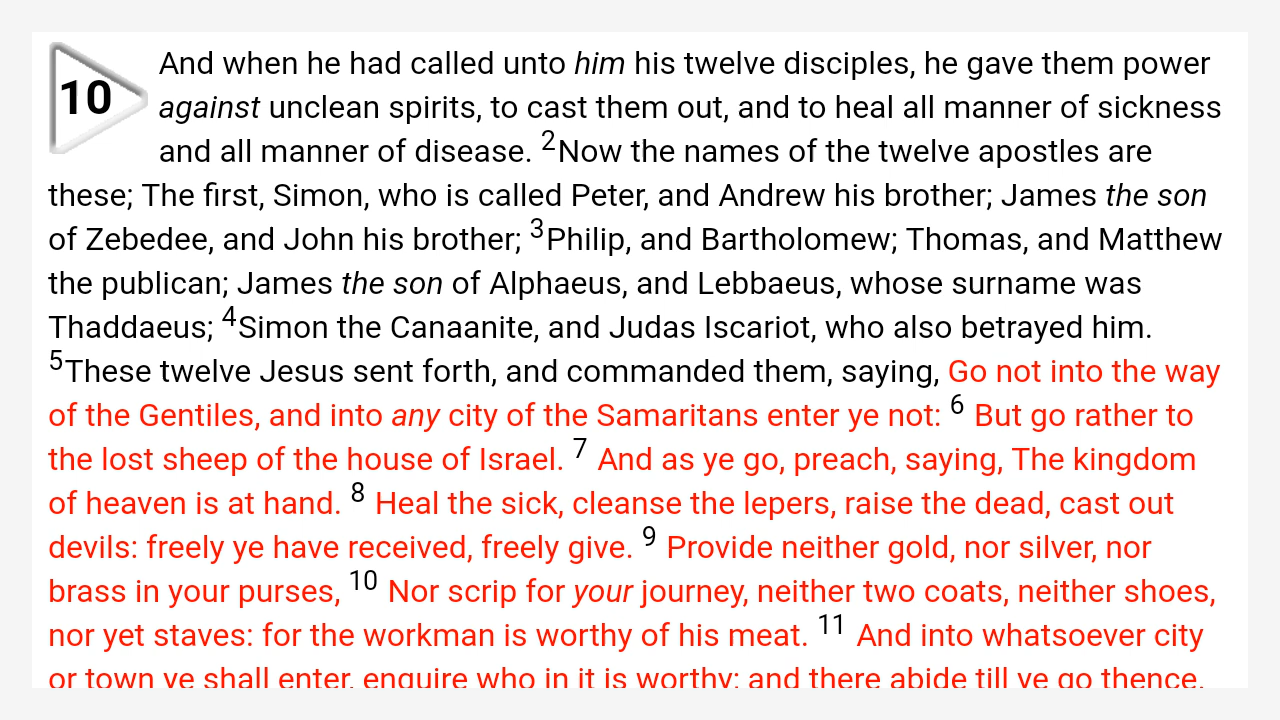 10
And when he had called unto him his twelve disciples, he gave them power
against unclean spirits, to cast them out, and to heal all manner of sickness
and all manner of disease. 2Now the names of the twelve apostles are
these; The first, Simon, who is called Peter, and Andrew his brother; James the son
of Zebedee, and John his brother; 3Philip, and Bartholomew; Thomas, and Matthew
the publican; James the son of Alphaeus, and Lebbaeus, whose surname was
Thaddaeus; 4Simon the Canaanite, and Judas Iscariot, who also betrayed him.
5These twelve Jesus sent forth, and commanded them, saying, Go not into the way
of the Gentiles, and into any city of the Samaritans enter ye not: 6 But go rather to
the lost sheep of the house of Israel. 7 And as ye go, preach, saying, The kingdom
of heaven is at hand. 8 Heal the sick, cleanse the lepers, raise the dead, cast out
devils: freely ye have received, freely give. 9 Provide neither gold, nor silver, nor
brass in your purses, 10 Nor scrip for your journey, neither two coats, neither shoes,
nor yet staves: for the workman is worthy of his meat. 11 And into whatsoever city
or town ye shall enter, enquire who in it is worthy; and there abide till ye go thence.